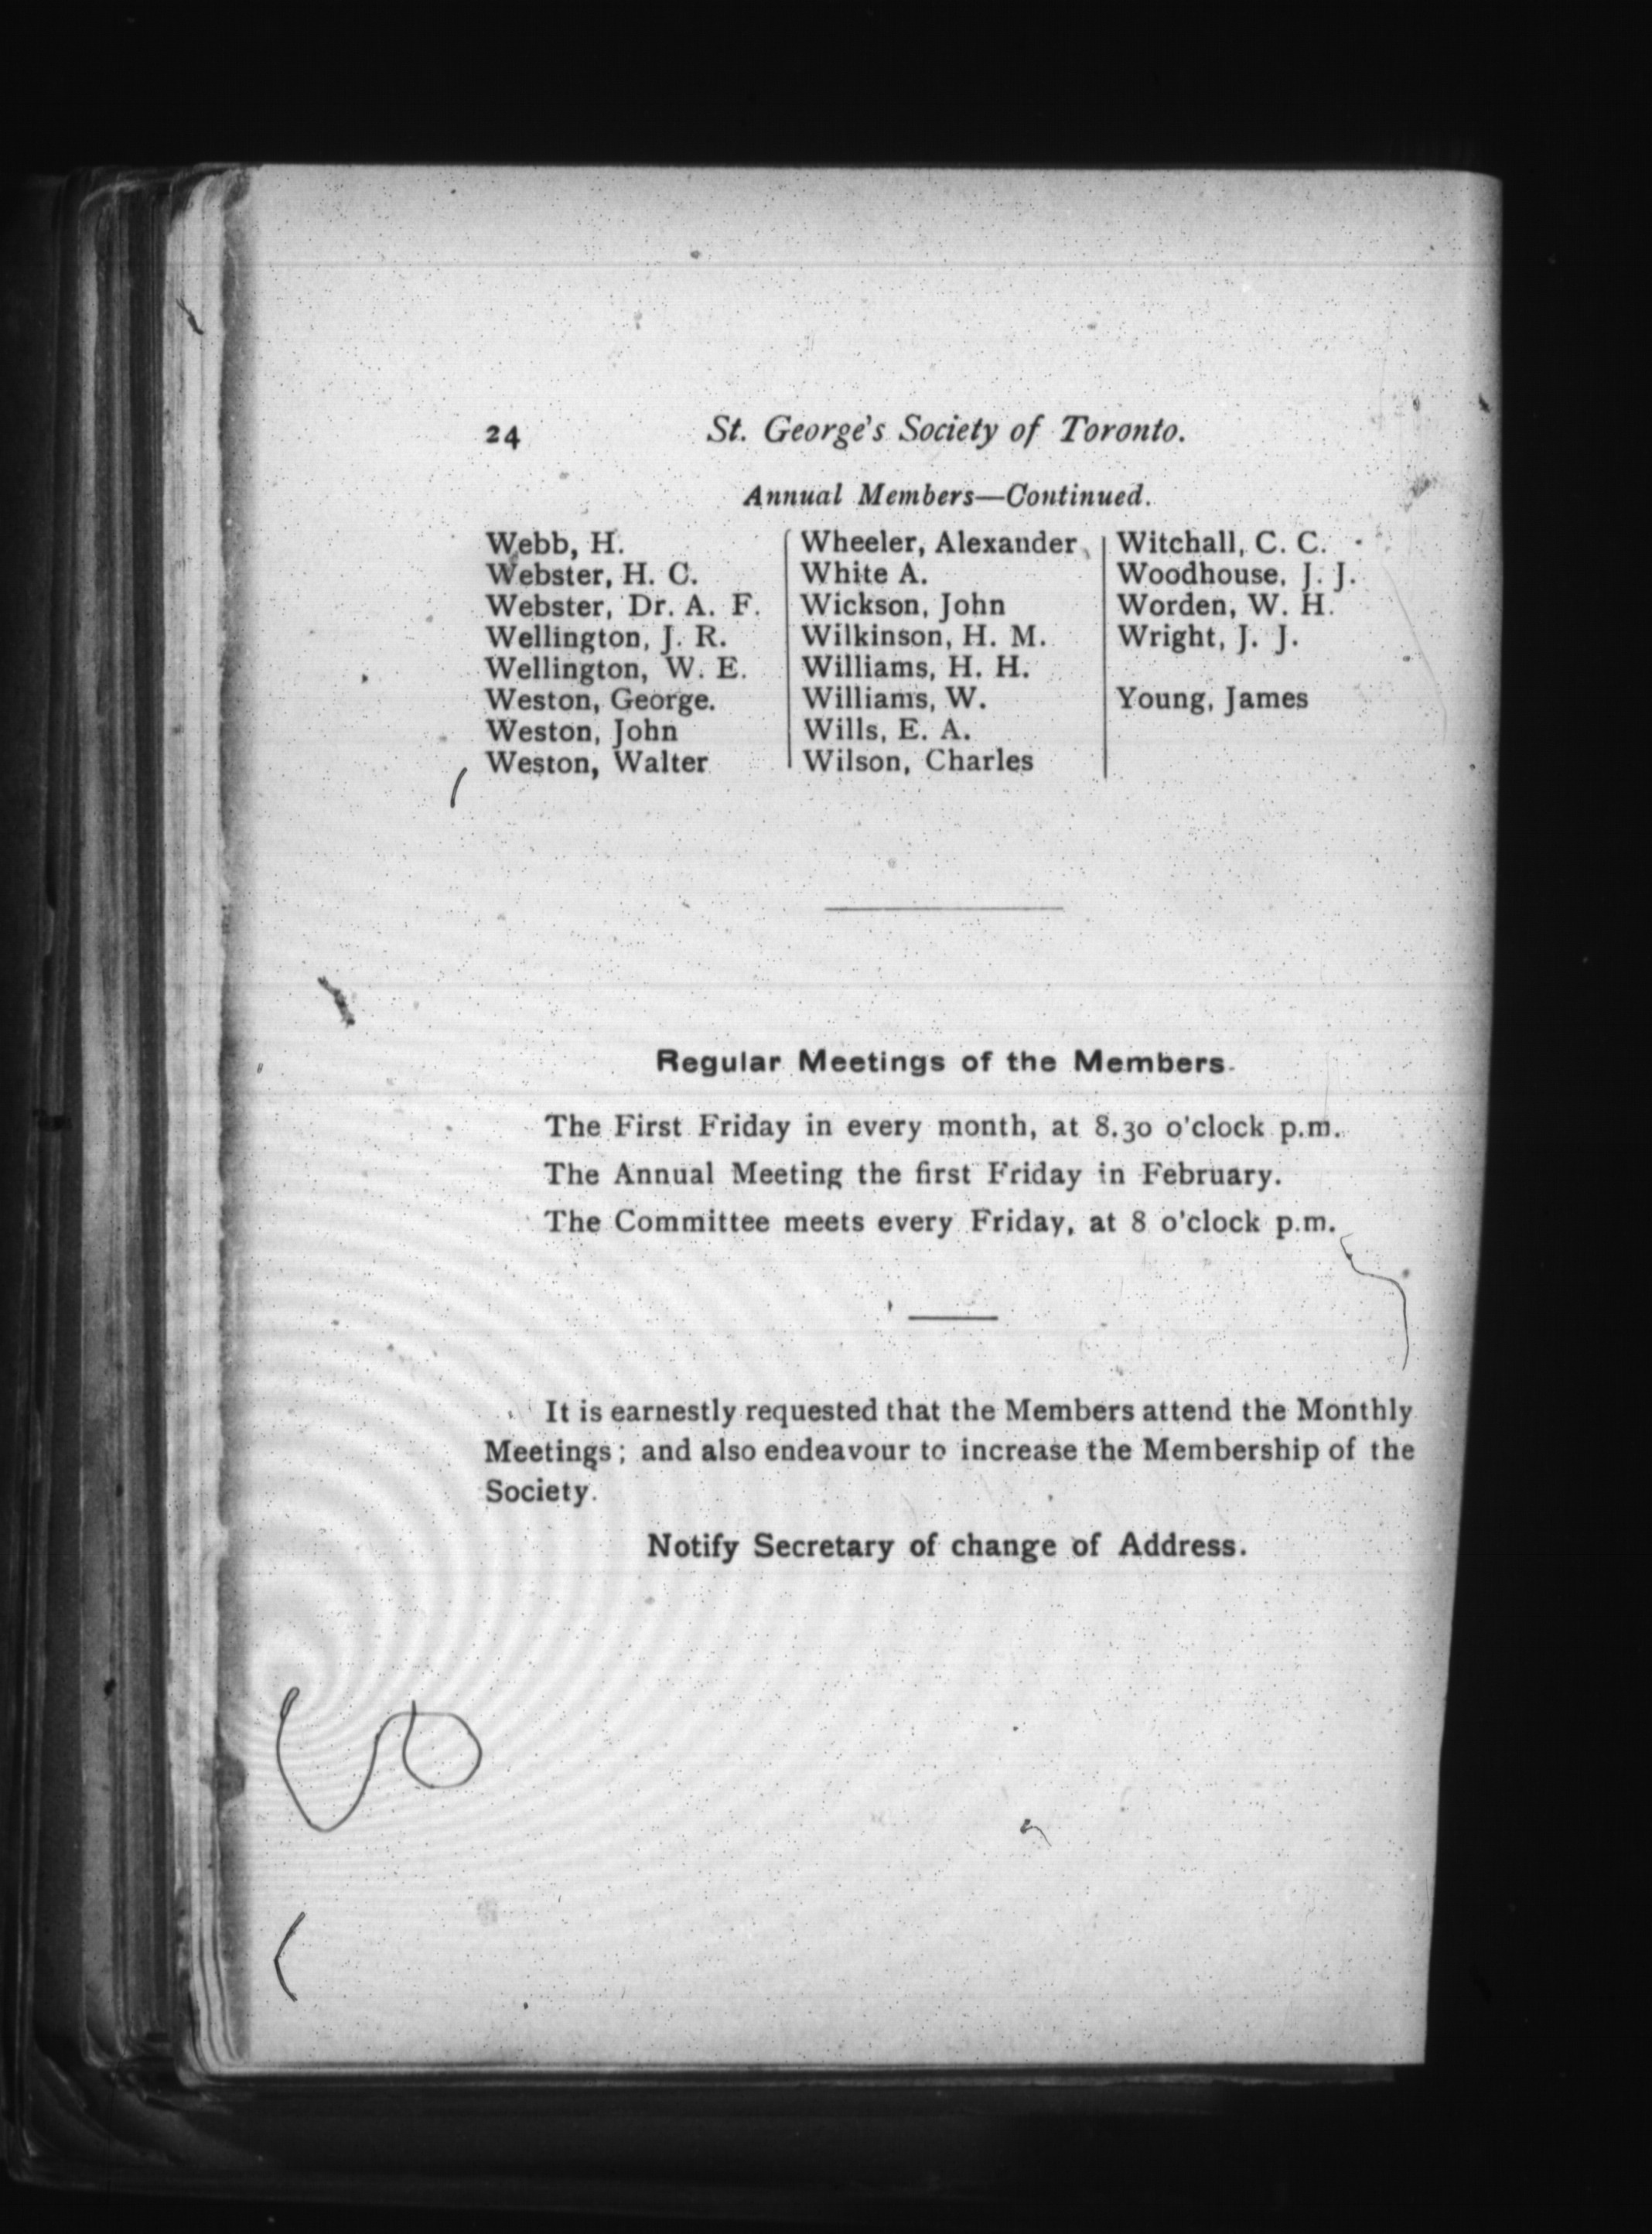 24 St. George's Society of Toronto.
Annual Members—Continued.
Webb, H.
Webster, H. C.
Webster, Dr. A. F.
Wellington, J. R.
Wellington, W. E.
Weston, George.
Weston, John
Weston, Walter
Wheeler, Alexander
White A.
Wickson, John
Wilkinson, H. M.
Williams, H. H.
Williams, W.
Wills, E. A.
Wilson, Charles
Witchall, C. C.
Woodhouse, J. J.
Worden, W. H.
Wright, J. J.
Young, James
Regular Meetings of the Members.
The First Friday in every month, at 8.30 o'clock p.m.
The Annual Meeting the first Friday in February.
The Committee meets every Friday, at 8 o'clock p.m.
It is earnestly requested that the Members attend the Monthly
Meetings; and also endeavour to increase the Membership of the
Society.
Notify Secretary of change of Address.